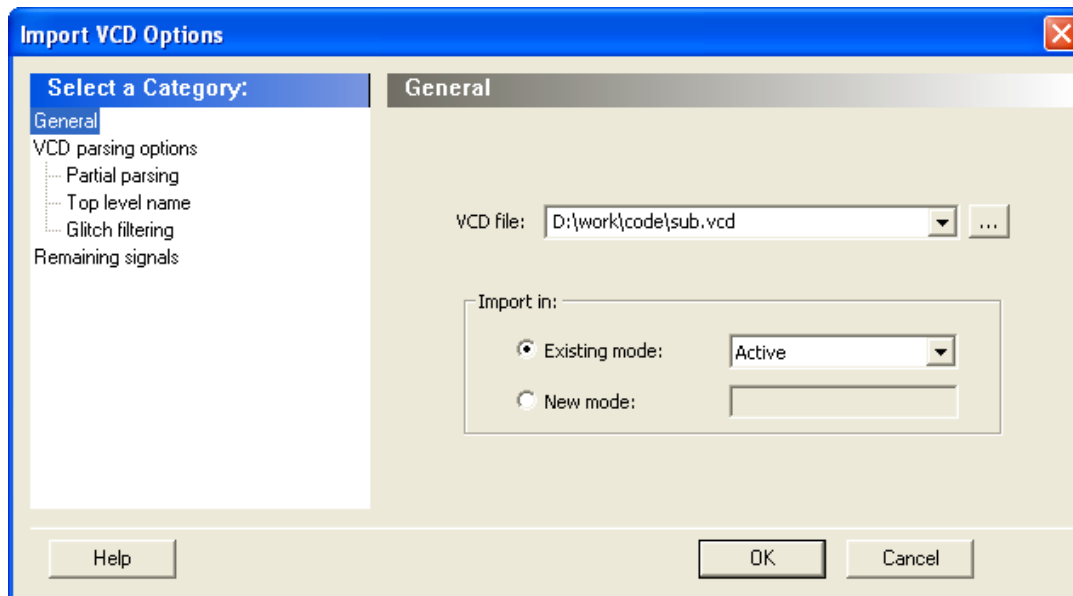 Import VCD Options
Select a Category:
General
VCD parsing options
Partial parsing
Top level name
Glitch filtering
Remaining signals
General
VCD file: D:\work\code\sub.vcd ...
Import in:
Existing mode: Active
New mode:
Help OK Cancel